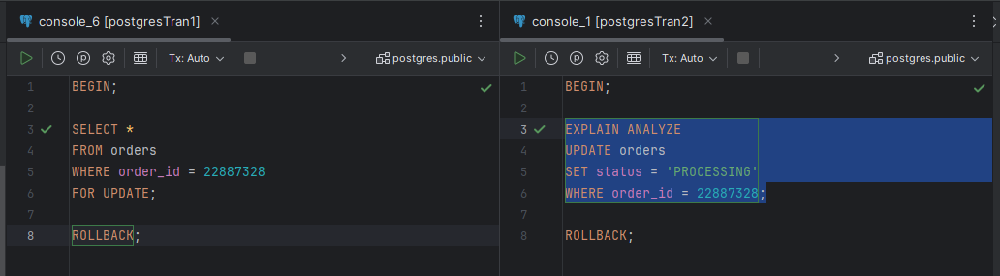 console_6 [postgresTran1]
Tx: Auto
postgres.public
1 BEGIN;
2
3 SELECT *
4 FROM orders
5 WHERE order_id = 22887328
6 FOR UPDATE;
7
8 ROLLBACK;
console_1 [postgresTran2]
Tx: Auto
postgres.public
1 BEGIN;
2
3 EXPLAIN ANALYZE
4 UPDATE orders
5 SET status = 'PROCESSING'
6 WHERE order_id = 22887328;
7
8 ROLLBACK;